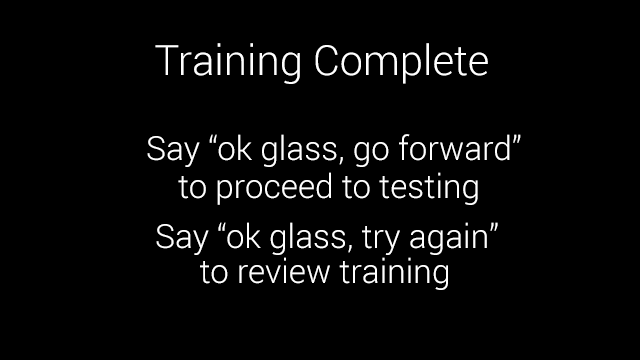 Training Complete
Say “ok glass, go forward”
to proceed to testing
Say “ok glass, try again”
to review training